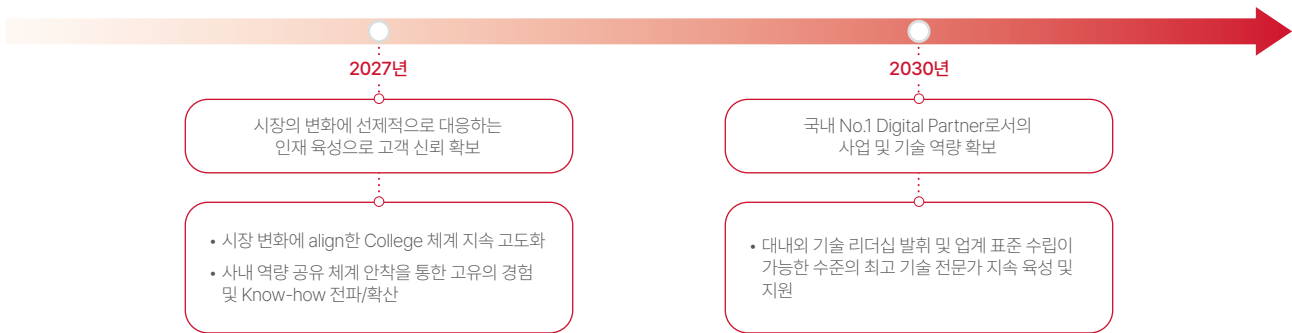 2027년
시장의 변화에 선제적으로 대응하는
인재 육성으로 고객 신뢰 확보
• 시장 변화에 align한 College 체계 지속 고도화
• 사내 역량 공유 체계 안착을 통한 고유의 경험
및 Know-how 전파/확산
2030년
국내 No.1 Digital Partner로서의
사업 및 기술 역량 확보
• 대내외 기술 리더십 발휘 및 업계 표준 수립이
가능한 수준의 최고 기술 전문가 지속 육성 및
지원